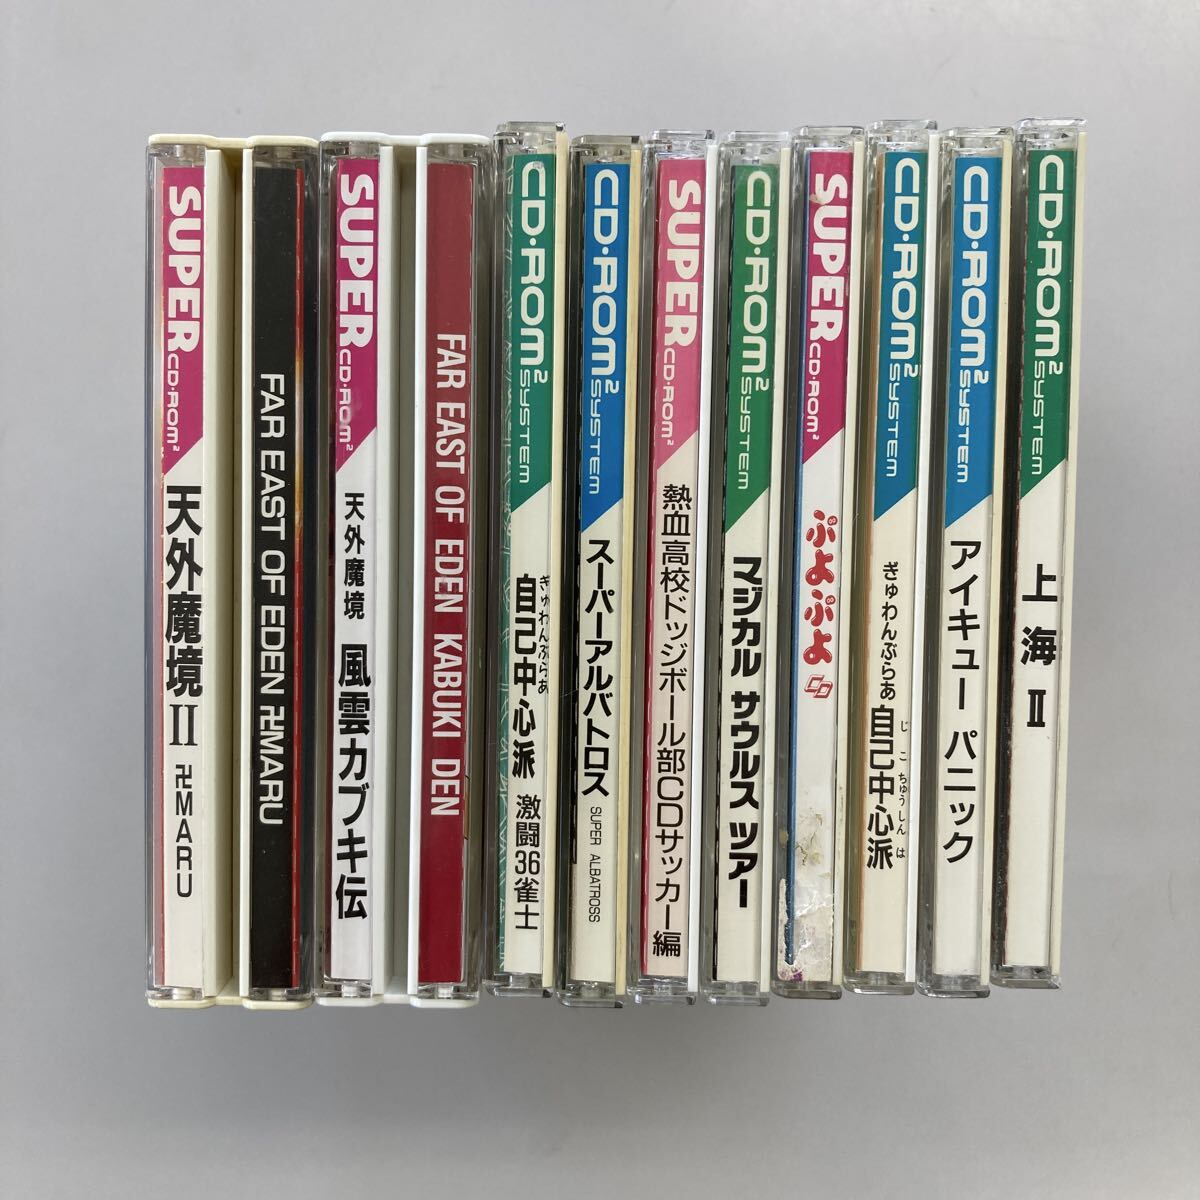 SUPER CD・ROM²
天外魔境II 卍MARU
FAR EAST OF EDEN 卍MARU
SUPER CD・ROM²
天外魔境 風雲カブキ伝
FAR EAST OF EDEN KABUKI DEN
CD・ROM² SYSTEM
ぎゅわんぶらあ
自己中心派 激闘36雀士
CD・ROM² SYSTEM
スーパーアルバトロス SUPER ALBATROSS
SUPER CD・ROM²
熱血高校ドッジボール部CDサッカー編
CD・ROM² SYSTEM
マジカル サウルス ツアー
SUPER CD・ROM²
ぷよぷよ CD
CD・ROM² SYSTEM
ぎゅわんぶらあ自己中心派
じこちゅうしんは
CD・ROM² SYSTEM
アイキュー パニック
CD・ROM² SYSTEM
上海 II